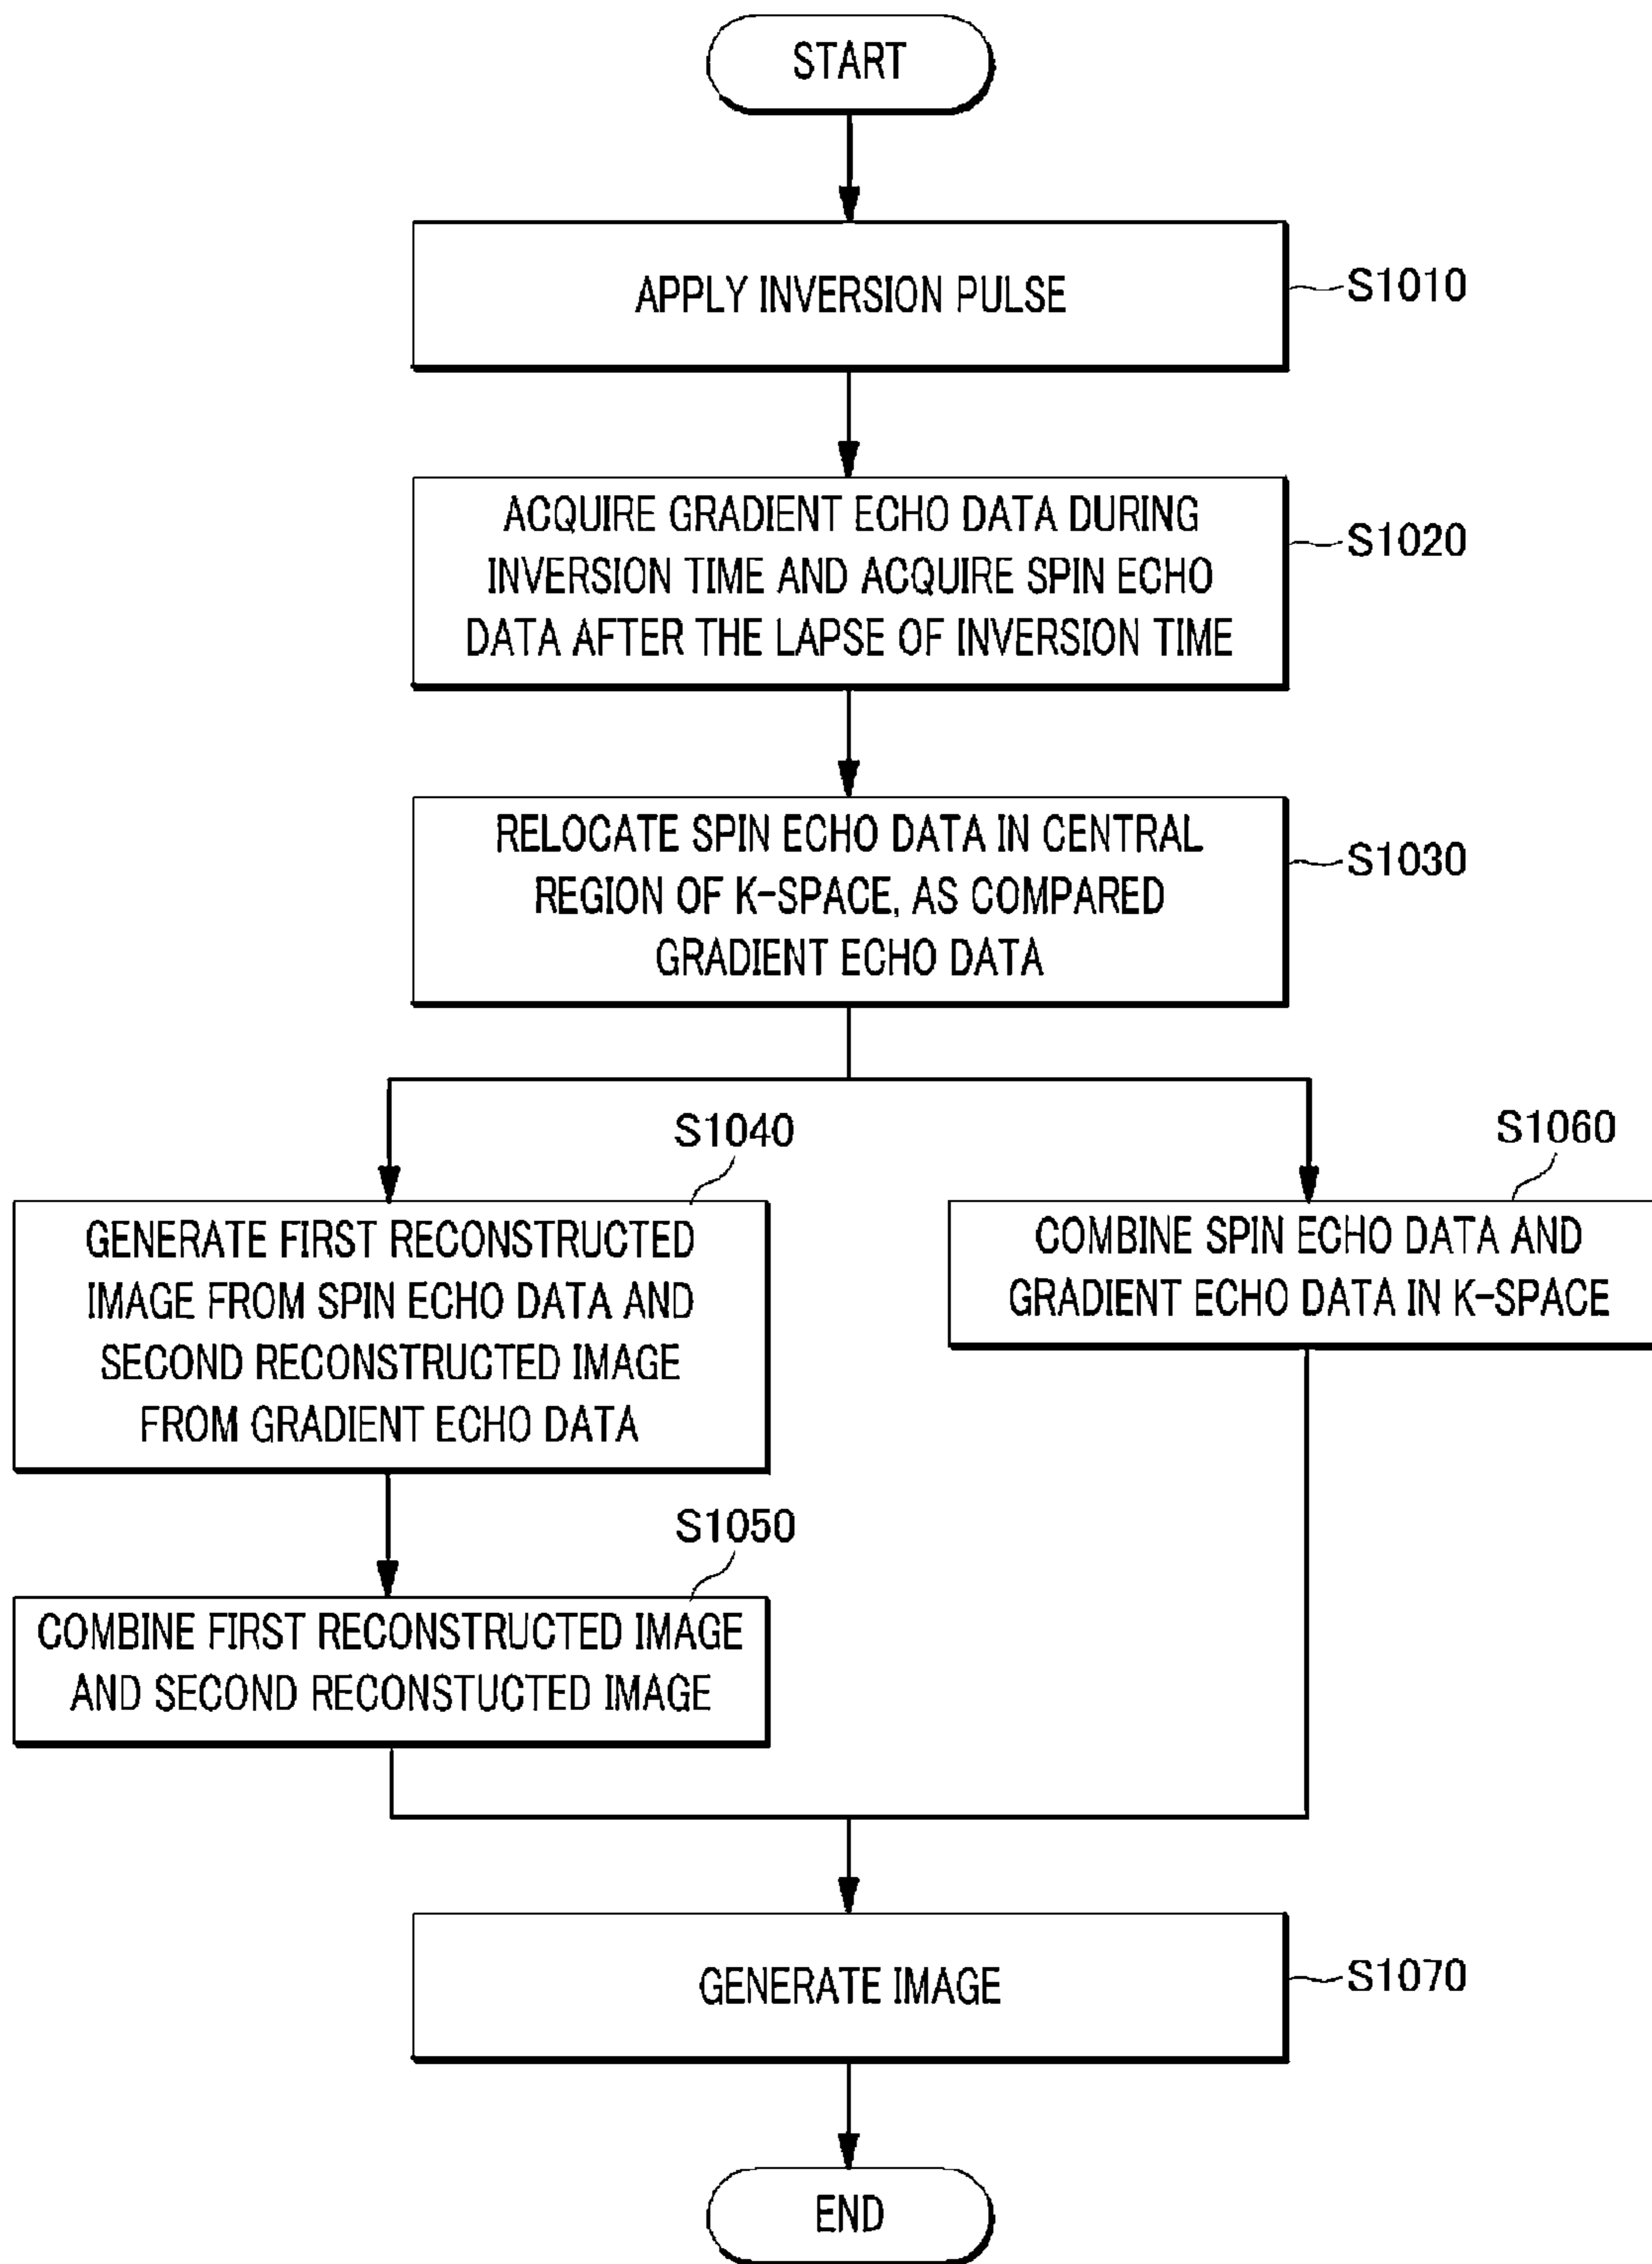 START
APPLY INVERSION PULSE
S1010
ACQUIRE GRADIENT ECHO DATA DURING
INVERSION TIME AND ACQUIRE SPIN ECHO
DATA AFTER THE LAPSE OF INVERSION TIME
S1020
RELOCATE SPIN ECHO DATA IN CENTRAL
REGION OF K-SPACE, AS COMPARED
GRADIENT ECHO DATA
S1030
S1040
GENERATE FIRST RECONSTRUCTED
IMAGE FROM SPIN ECHO DATA AND
SECOND RECONSTRUCTED IMAGE
FROM GRADIENT ECHO DATA
S1050
COMBINE FIRST RECONSTRUCTED IMAGE
AND SECOND RECONSTUCTED IMAGE
S1060
COMBINE SPIN ECHO DATA AND
GRADIENT ECHO DATA IN K-SPACE
GENERATE IMAGE
S1070
END